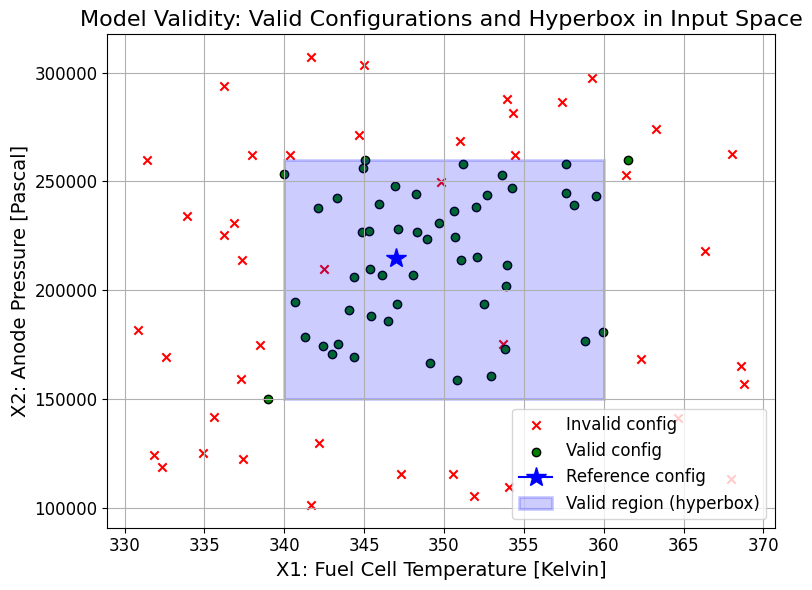 Model Validity: Valid Configurations and Hyperbox in Input Space
X2: Anode Pressure [Pascal]
300000
250000
200000
150000
100000
Invalid config
Valid config
Reference config
Valid region (hyperbox)
330 335 340 345 350 355 360 365 370
X1: Fuel Cell Temperature [Kelvin]